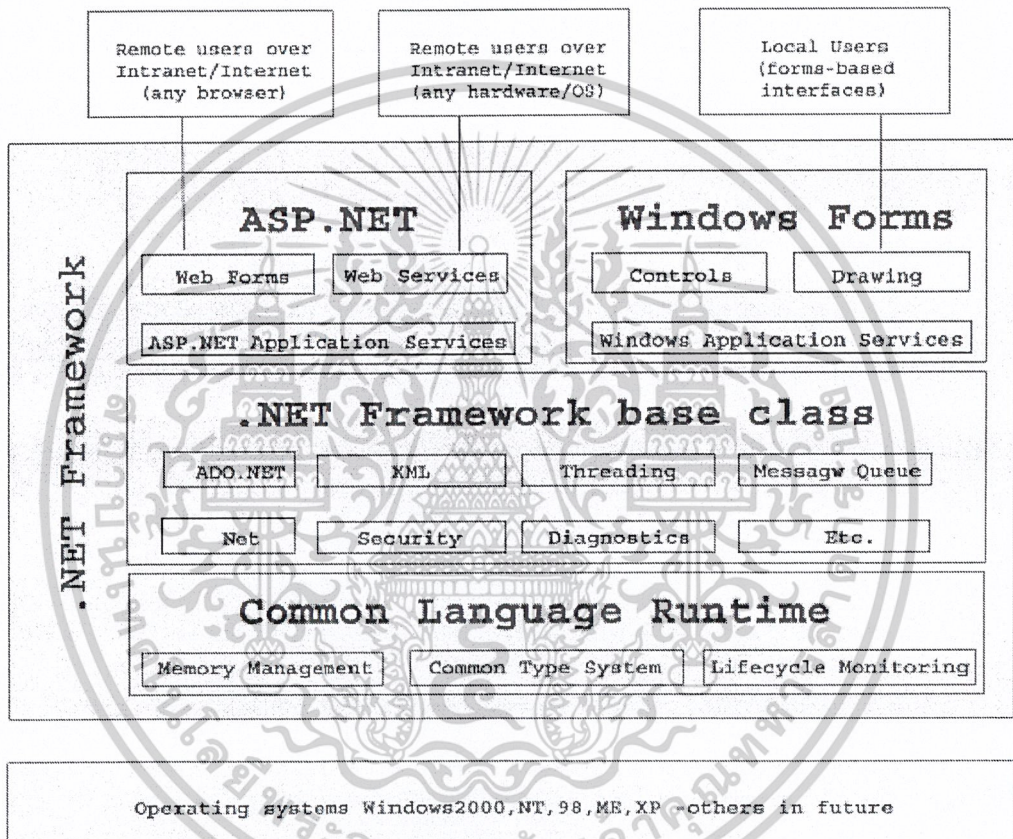 Remote users over
Intranet/Internet
(any browser)
Remote users over
Intranet/Internet
(any hardware/OS)
Local Users
(forms-based
interfaces)
.NET Framework
ASP.NET
Web Forms
Web Services
ASP.NET Application Services
Windows Forms
Controls
Drawing
Windows Application Services
.NET Framework base class
ADO.NET
XML
Threading
Messagw Queue
Net
Security
Diagnostics
Etc.
Common Language Runtime
Memory Management
Common Type System
Lifecycle Monitoring
Operating systems Windows2000,NT,98,ME,XP -others in future